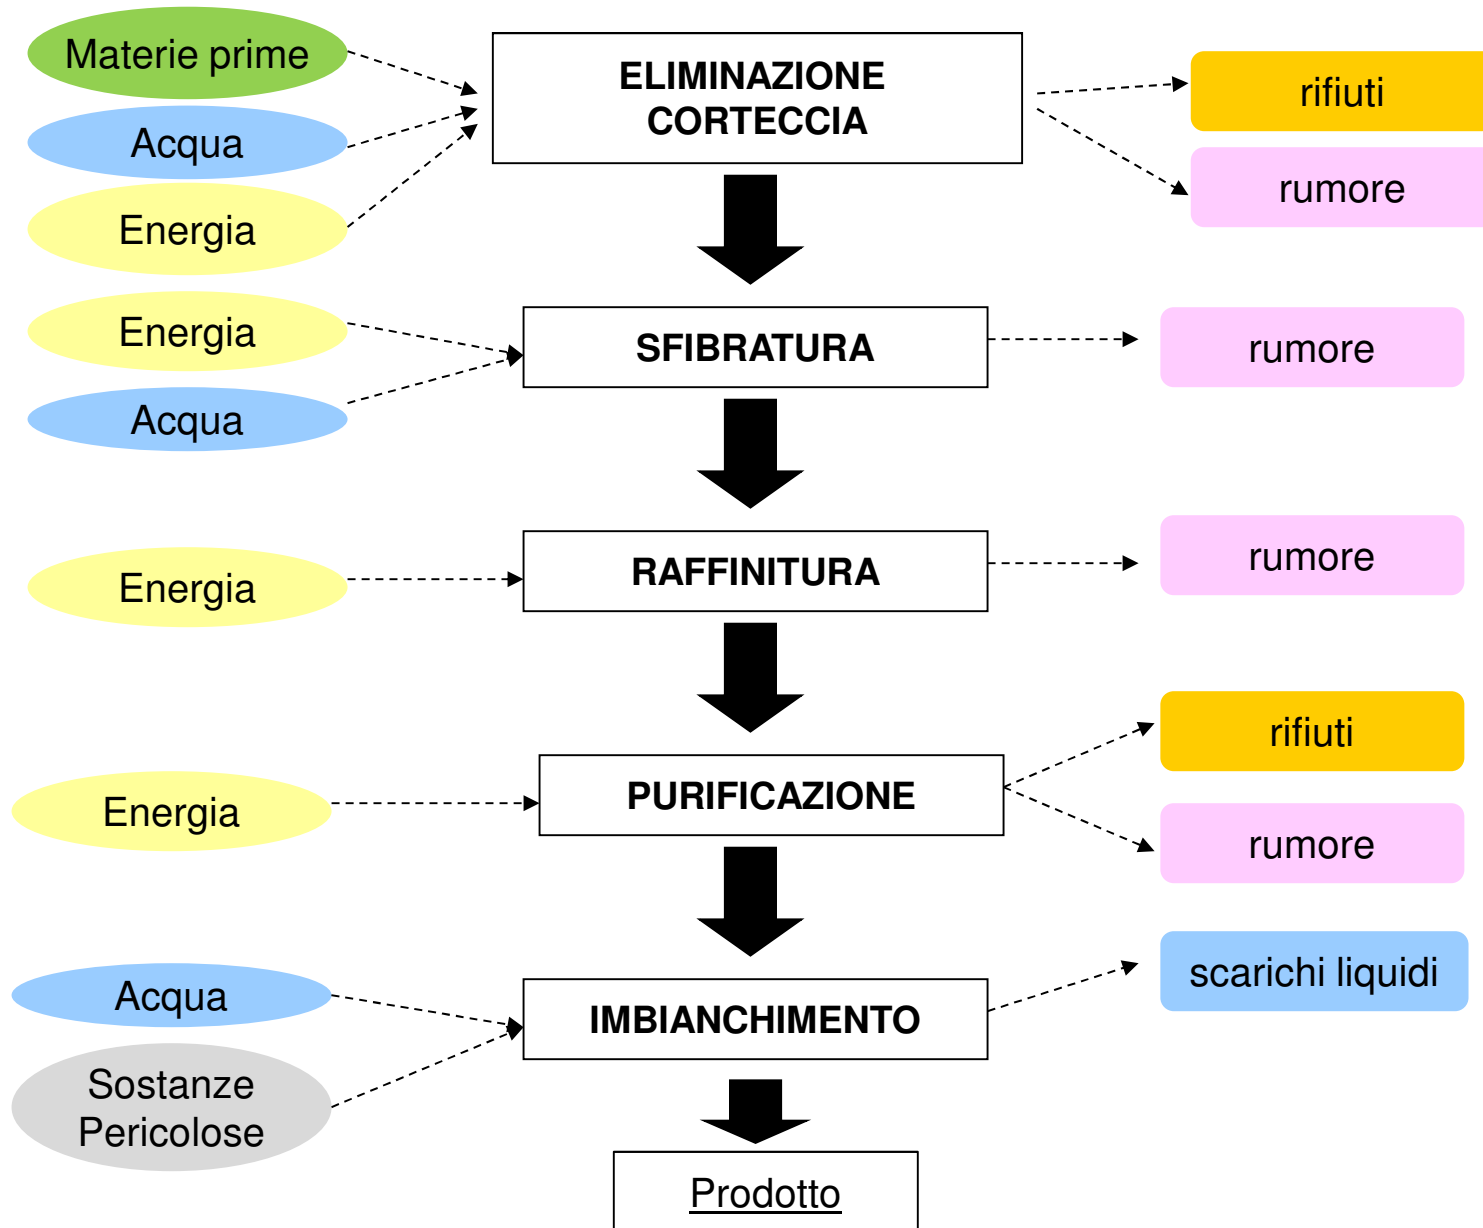 Materie prime
Acqua
Energia
ELIMINAZIONE
CORTECCIA
rifiuti
rumore
Energia
Acqua
SFIBRATURA
rumore
Energia
RAFFINITURA
rumore
Energia
PURIFICAZIONE
rifiuti
rumore
Acqua
Sostanze
Pericolose
IMBIANCHIMENTO
scarichi liquidi
Prodotto